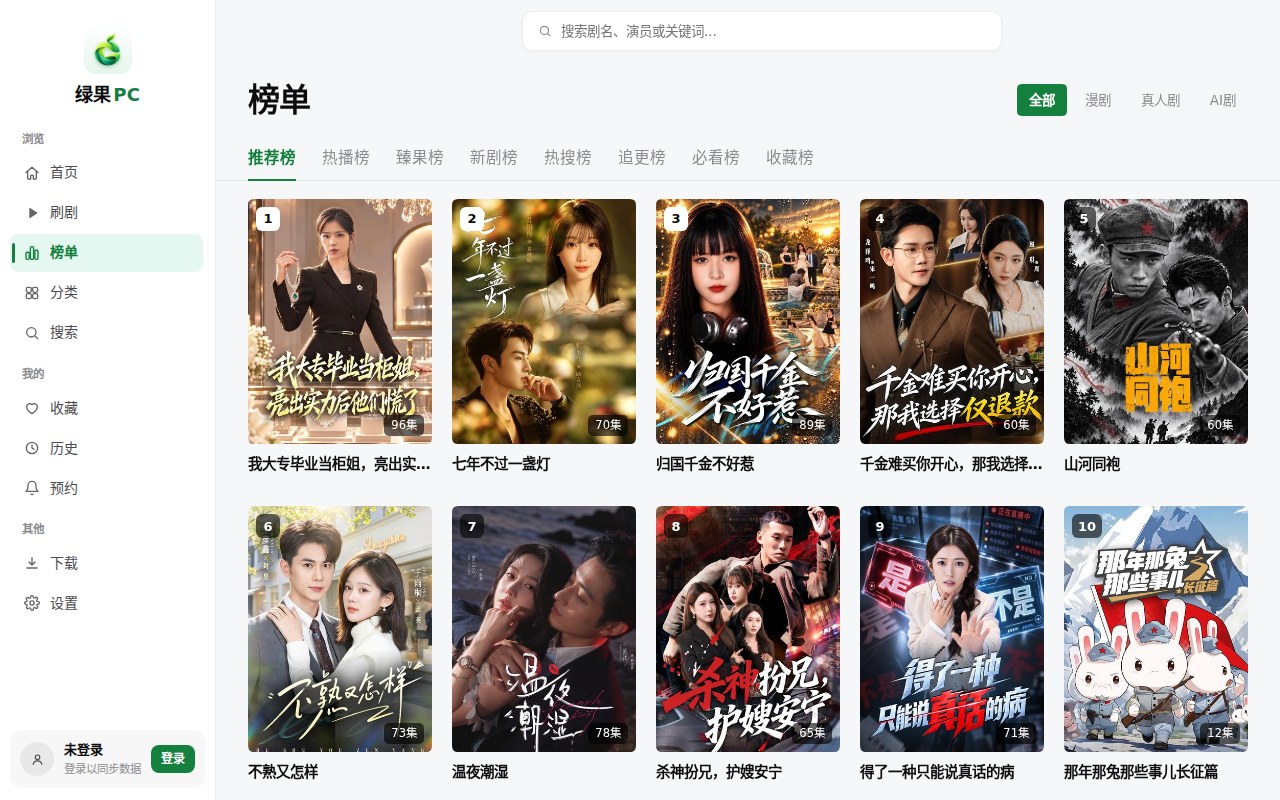 绿果PC
浏览
首页
刷剧
榜单
分类
搜索
我的
收藏
历史
预约
其他
下载
设置
未登录
登录以同步数据
登录
搜索剧名、演员或关键词...
榜单
全部
漫剧
真人剧
AI剧
推荐榜
热播榜
臻果榜
新剧榜
热搜榜
追更榜
必看榜
收藏榜
1
我大专毕业当柜姐,
亮出实力后他们慌了
96集
我大专毕业当柜姐，亮出实...
2
七
年不过
一盏
灯
70集
七年不过一盏灯
3
归国千金
不好惹
89集
归国千金不好惹
4
千金难买你开心,
那我选择仅退款
60集
千金难买你开心，那我选择...
5
山河
同袍
60集
山河同袍
6
不熟又怎样
73集
BU SHU YOU ZEN YANG
不熟又怎样
7
温夜
潮湿
78集
温夜潮湿
8
杀神扮兄,
护嫂安宁
65集
杀神扮兄，护嫂安宁
9
正在直播中
是
YES
NO
不是
得了一种
只能说真话的病
71集
得了一种只能说真话的病
10
那年那兔
那些事儿
长征篇
12集
那年那兔那些事儿长征篇